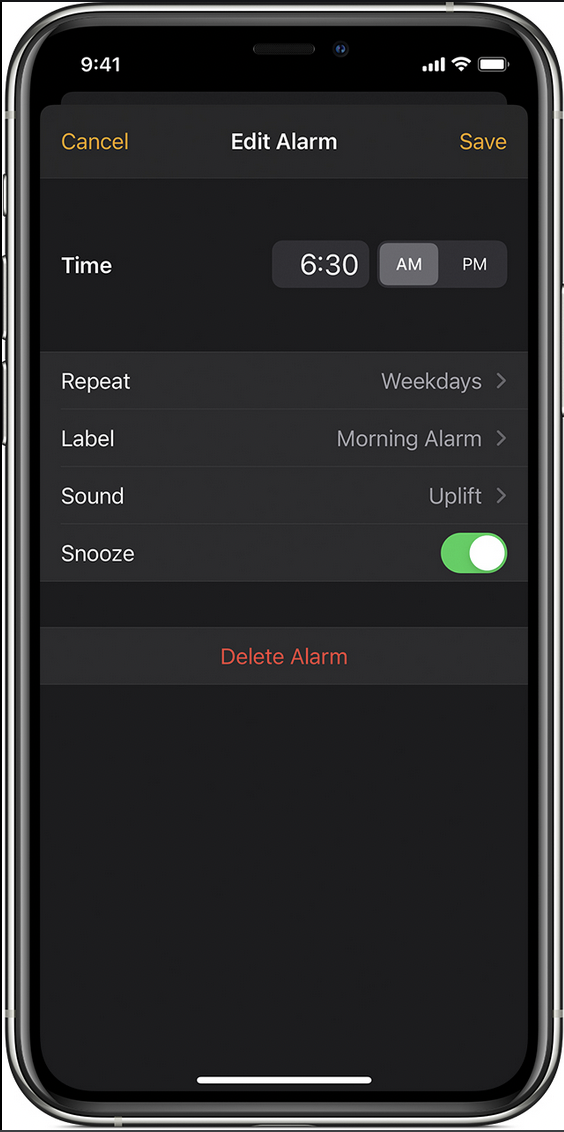 9:41
Cancel Edit Alarm Save
Time 6:30 AM PM
Repeat Weekdays
Label Morning Alarm
Sound Uplift
Snooze
Delete Alarm